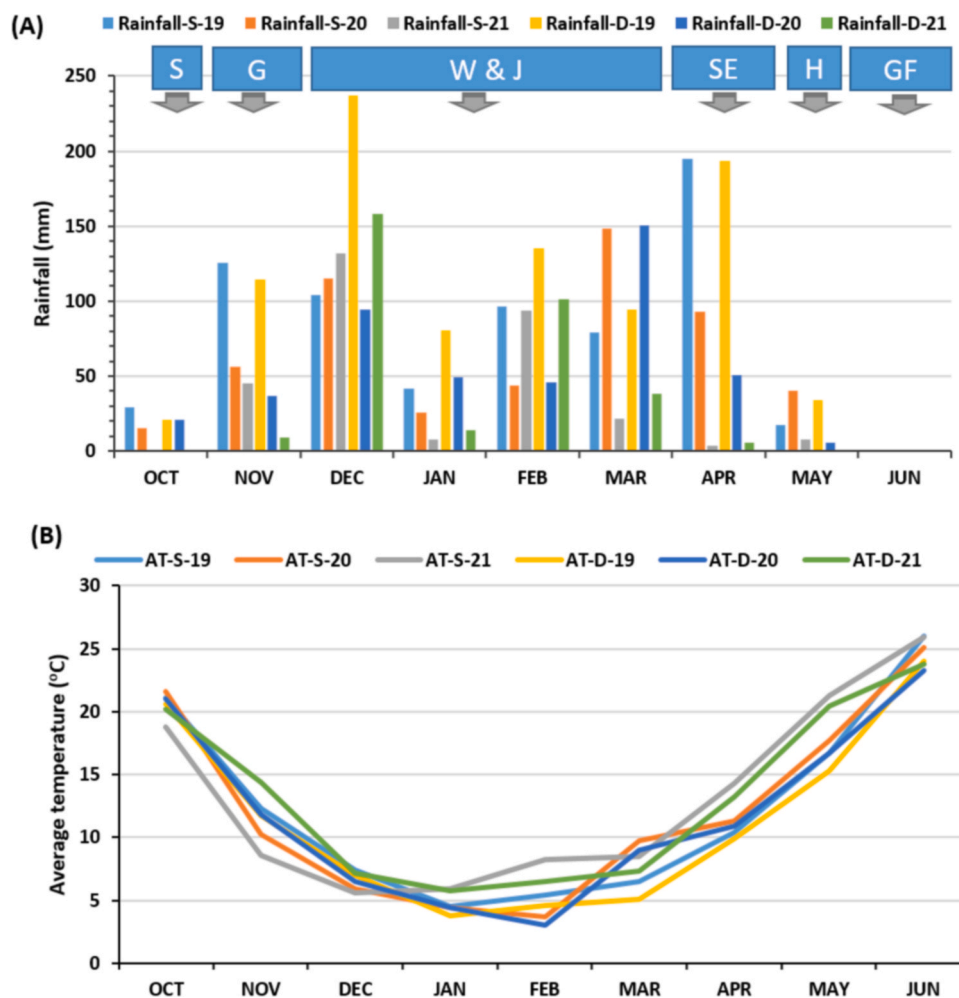 (A)
Rainfall-S-19 Rainfall-S-20 Rainfall-S-21 Rainfall-D-19 Rainfall-D-20 Rainfall-D-21
S G W & J SE H GF
250
200
150
100
50
0
Rainfall (mm)
OCT NOV DEC JAN FEB MAR APR MAY JUN
(B)
AT-S-19 AT-S-20 AT-S-21 AT-D-19 AT-D-20 AT-D-21
30
25
20
15
10
5
0
Average temperature (°C)
OCT NOV DEC JAN FEB MAR APR MAY JUN